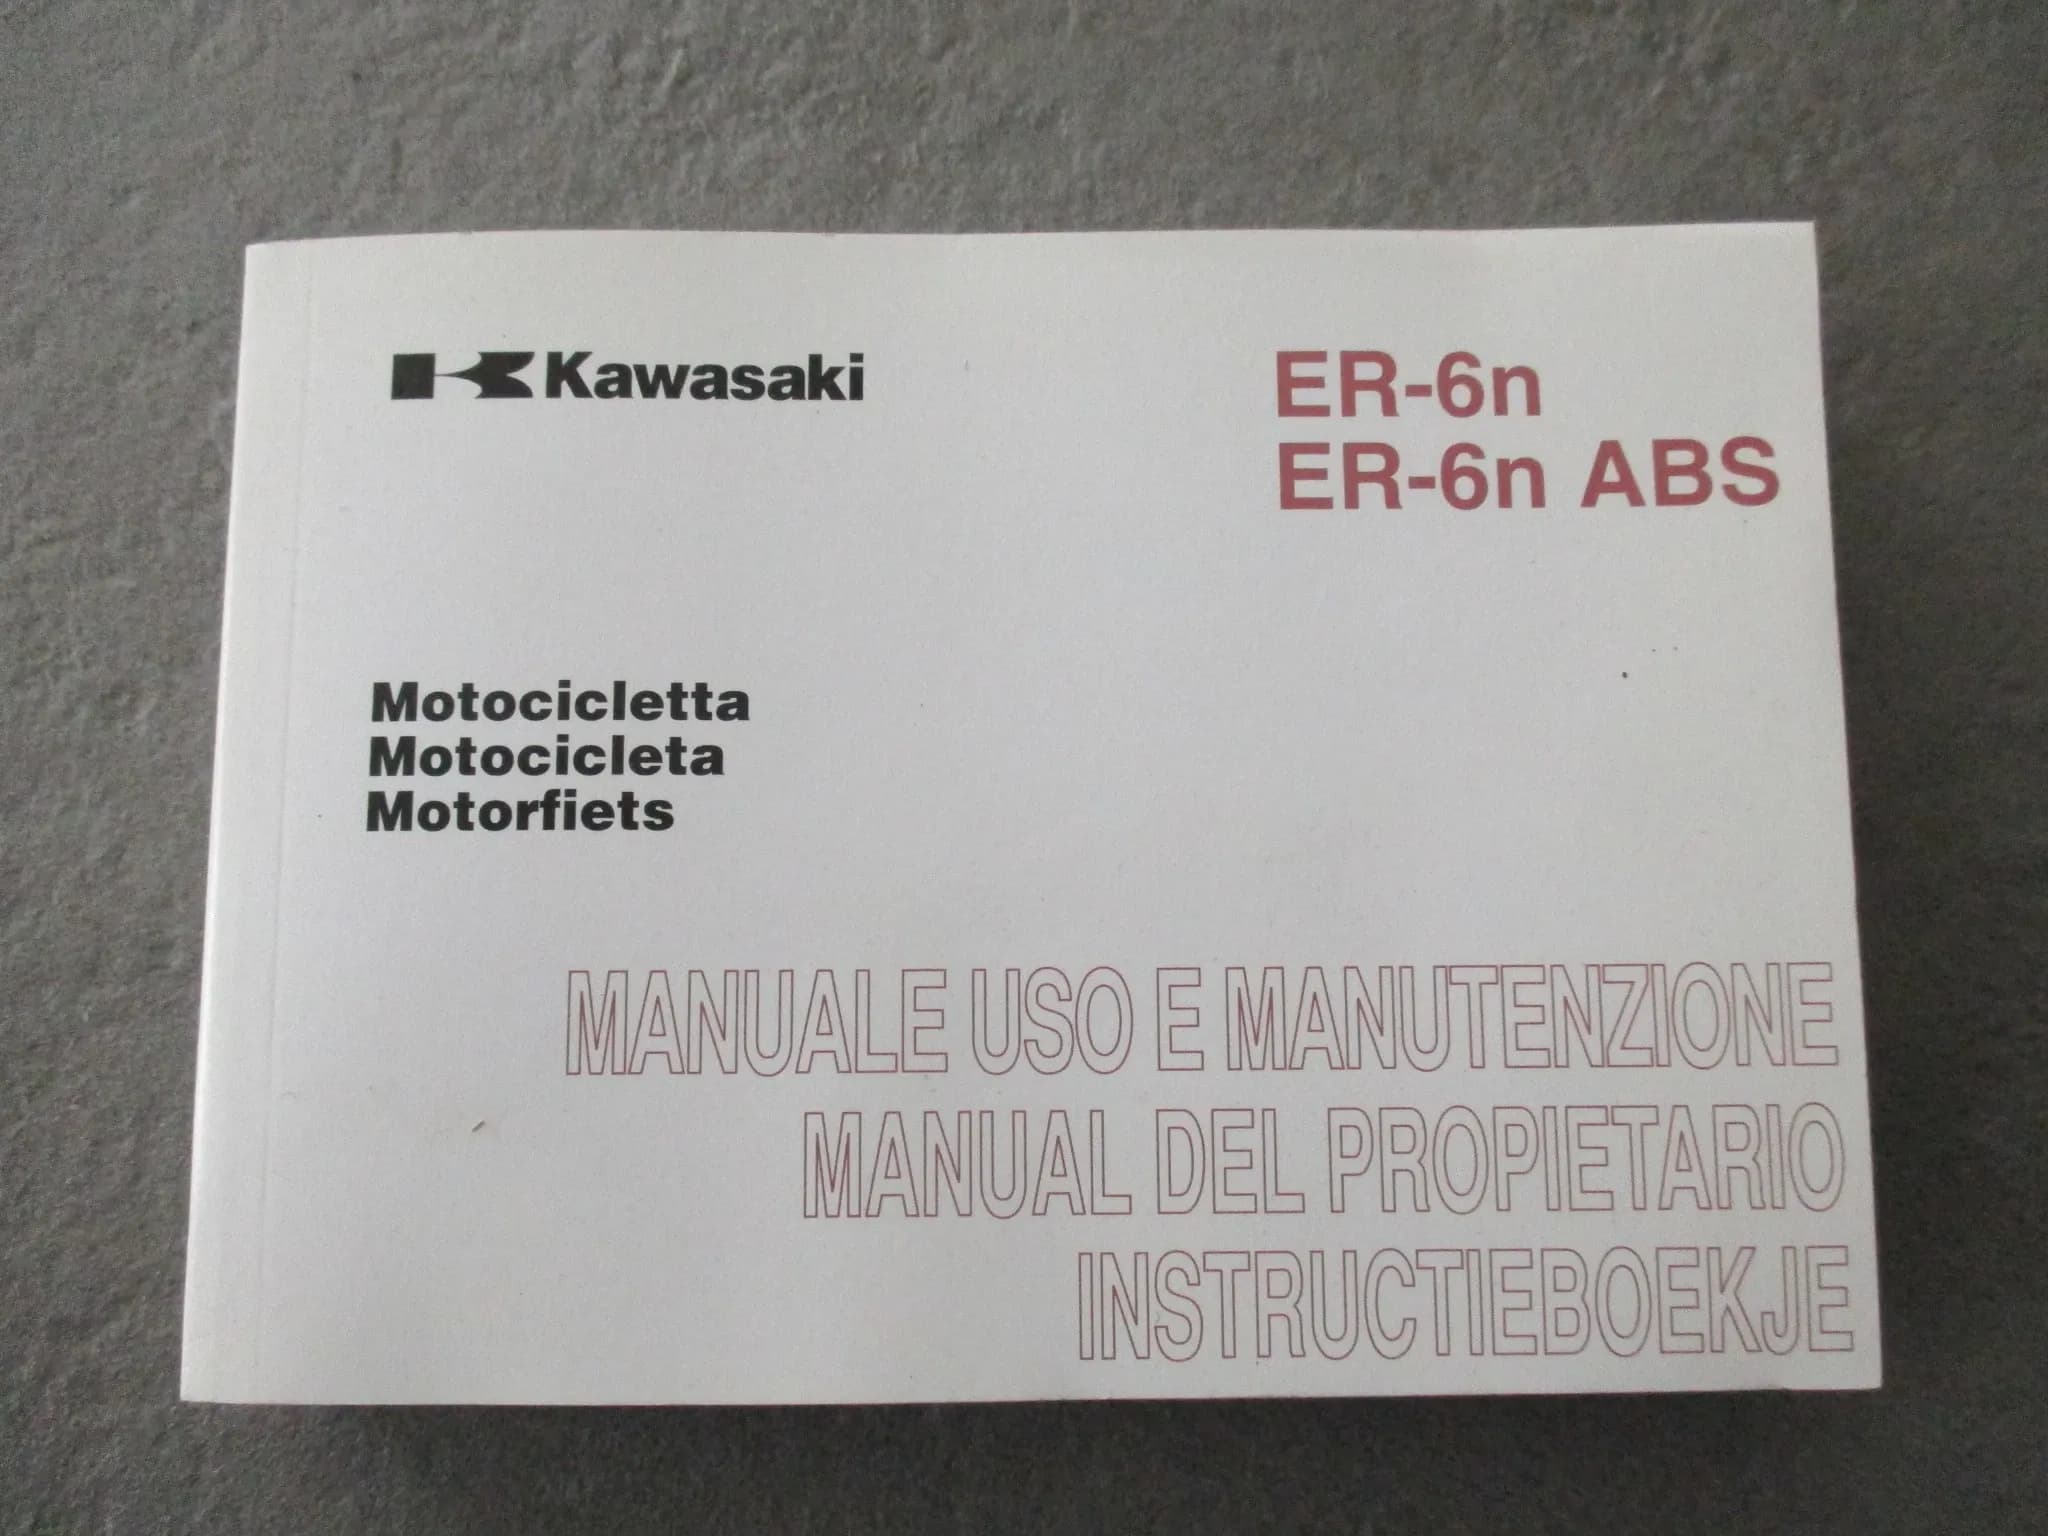 Kawasaki
ER-6n
ER-6n ABS
Motocicletta
Motocicleta
Motorfiets
MANUALE USO E MANUTENZIONE
MANUAL DEL PROPIETARIO
INSTRUCTIEBOEKJE